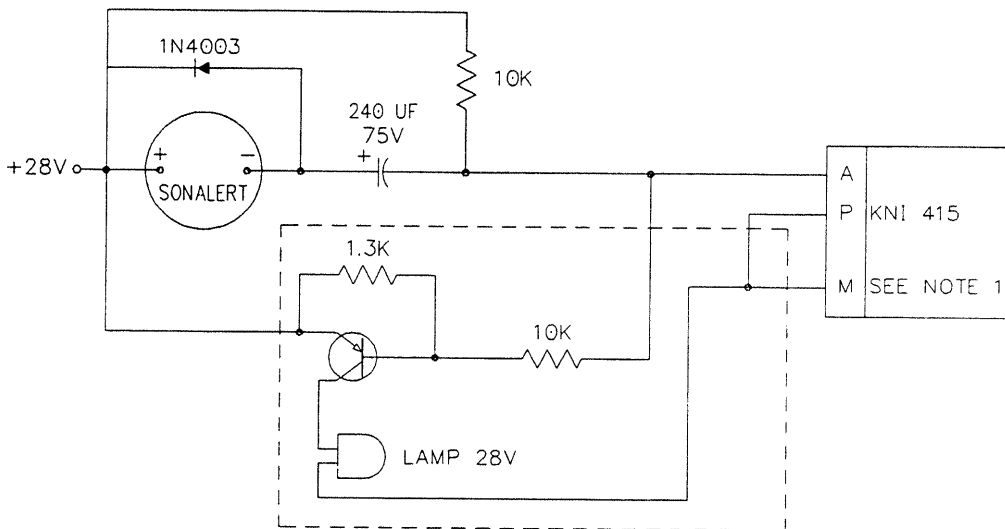 1N4003
10K
240 UF
75V
+
+28V
+ −
SONALERT
A
P KNI 415
M SEE NOTE 1
1.3K
10K
LAMP 28V